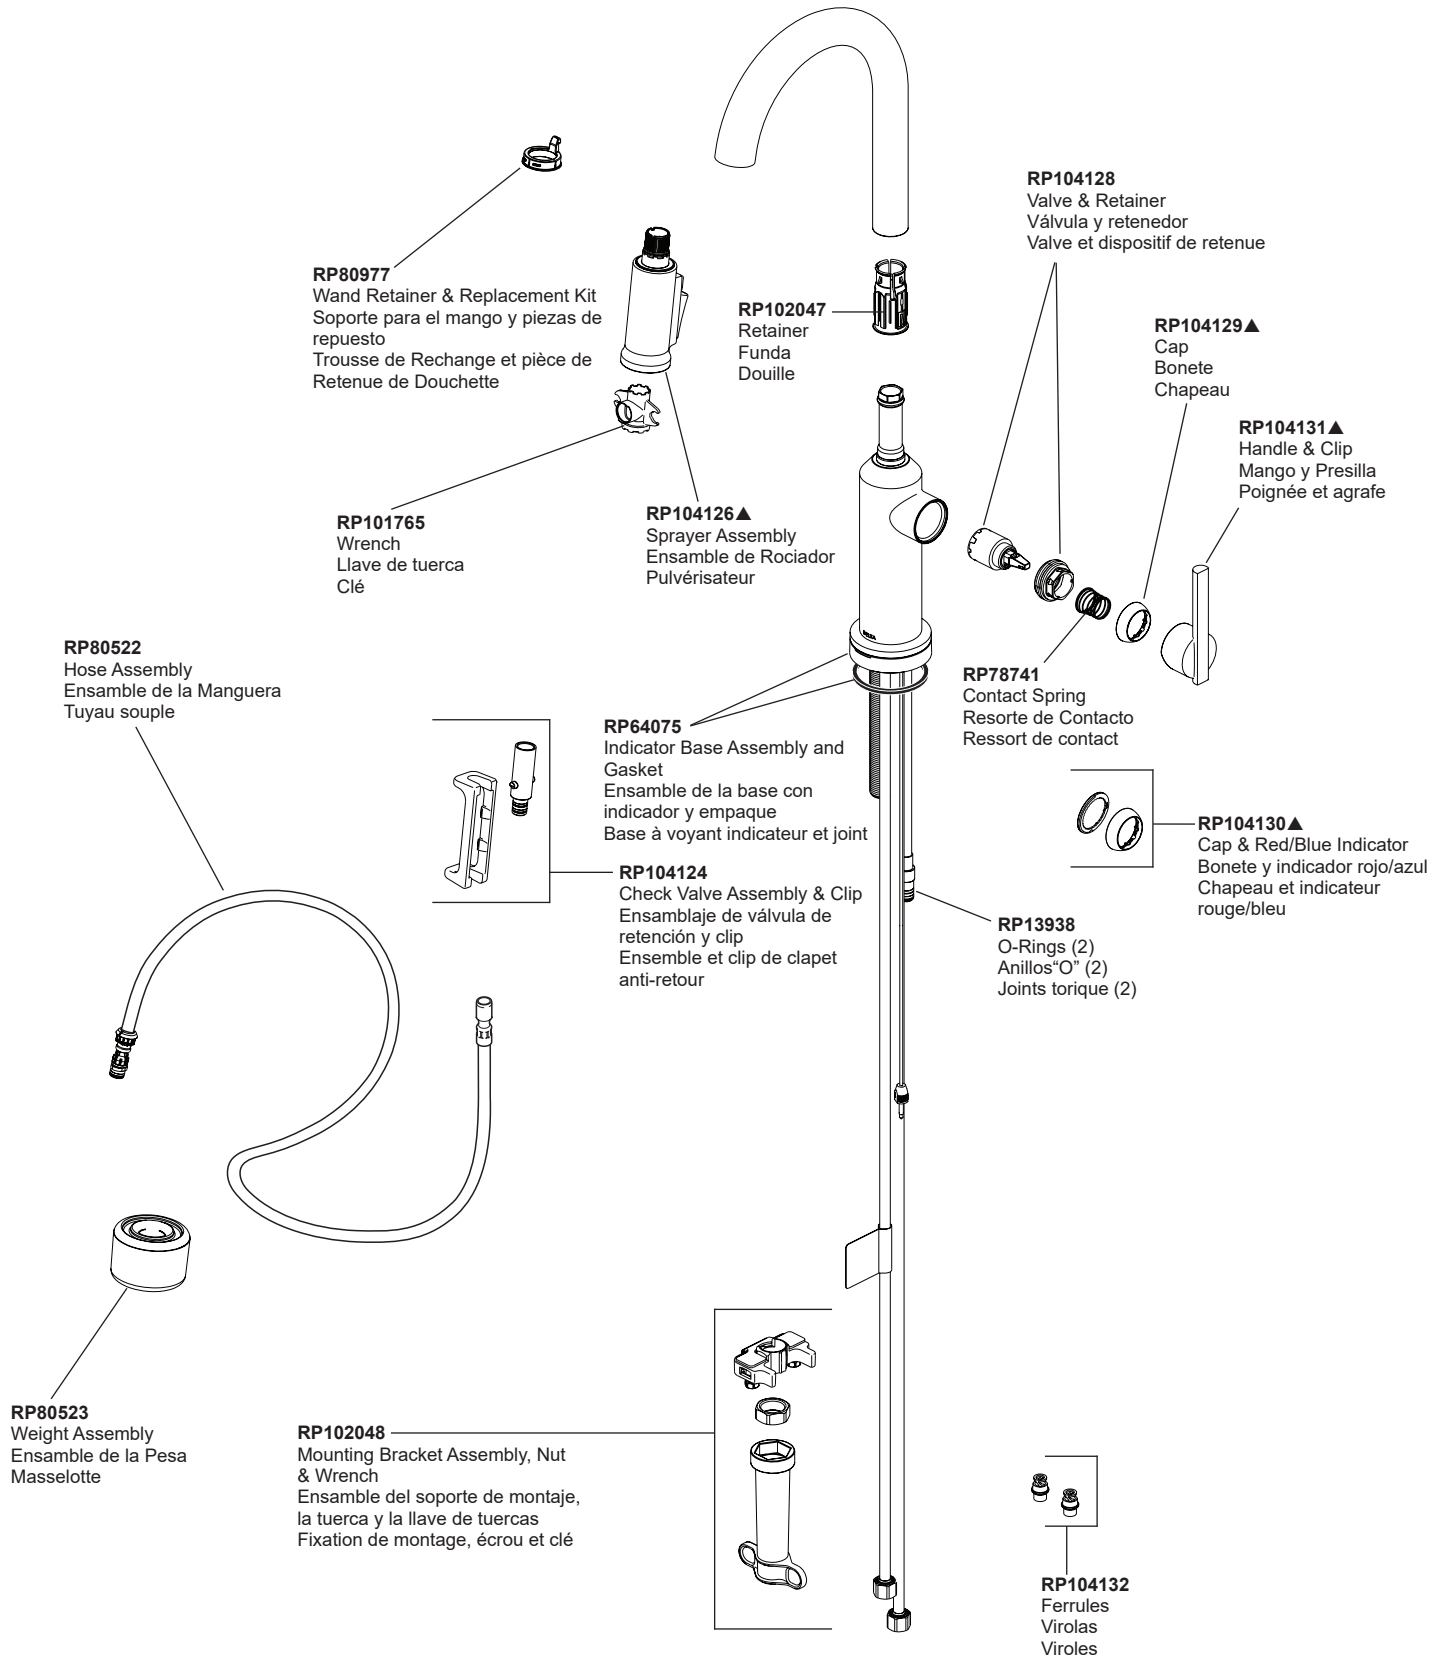 RP104128
Valve & Retainer
Válvula y retenedor
Valve et dispositif de retenue
RP80977
Wand Retainer & Replacement Kit
Soporte para el mango y piezas de
repuesto
Trousse de Rechange et pièce de
Retenue de Douchette
RP102047
Retainer
Funda
Douille
RP104129▲
Cap
Bonete
Chapeau
RP104131▲
Handle & Clip
Mango y Presilla
Poignée et agrafe
RP101765
Wrench
Llave de tuerca
Clé
RP104126▲
Sprayer Assembly
Ensamble de Rociador
Pulvérisateur
DELTA
RP80522
Hose Assembly
Ensamble de la Manguera
Tuyau souple
RP78741
Contact Spring
Resorte de Contacto
Ressort de contact
RP64075
Indicator Base Assembly and
Gasket
Ensamble de la base con
indicador y empaque
Base à voyant indicateur et joint
RP104130▲
Cap & Red/Blue Indicator
Bonete y indicador rojo/azul
Chapeau et indicateur
rouge/bleu
RP104124
Check Valve Assembly & Clip
Ensamblaje de válvula de
retención y clip
Ensemble et clip de clapet
anti-retour
RP13938
O-Rings (2)
Anillos“O” (2)
Joints torique (2)
RP80523
Weight Assembly
Ensamble de la Pesa
Masselotte
RP102048
Mounting Bracket Assembly, Nut
& Wrench
Ensamble del soporte de montaje,
la tuerca y la llave de tuercas
Fixation de montage, écrou et clé
RP104132
Ferrules
Virolas
Viroles